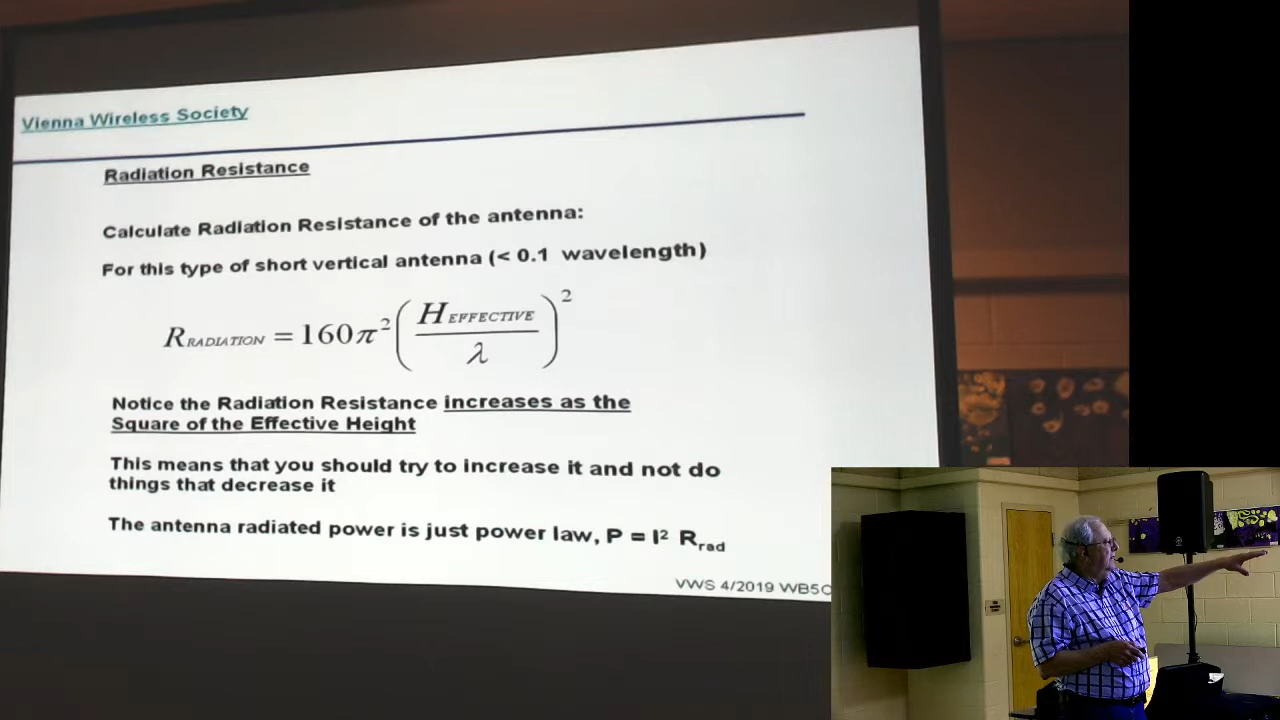 Vienna Wireless Society
Radiation Resistance
Calculate Radiation Resistance of the antenna:
For this type of short vertical antenna (< 0.1 wavelength)
R RADIATION = 160π² ( H EFFECTIVE / λ )²
Notice the Radiation Resistance increases as the
Square of the Effective Height
This means that you should try to increase it and not do
things that decrease it
The antenna radiated power is just power law, P = I² Rrad
VWS 4/2019